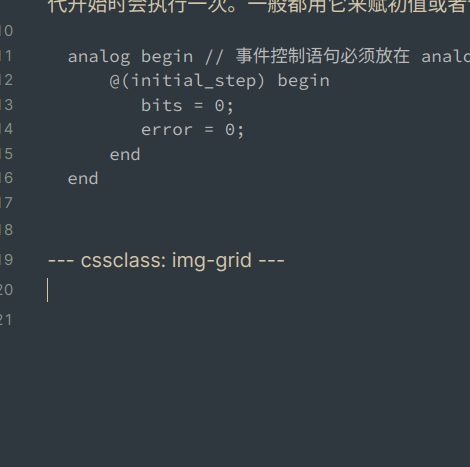 代开始时会执行一次。一般都用它来赋初值或者
10
11 analog begin // 事件控制语句必须放在 analo
12 @(initial_step) begin
13 bits = 0;
14 error = 0;
15 end
16 end
17
18
19 --- cssclass: img-grid ---
20
21